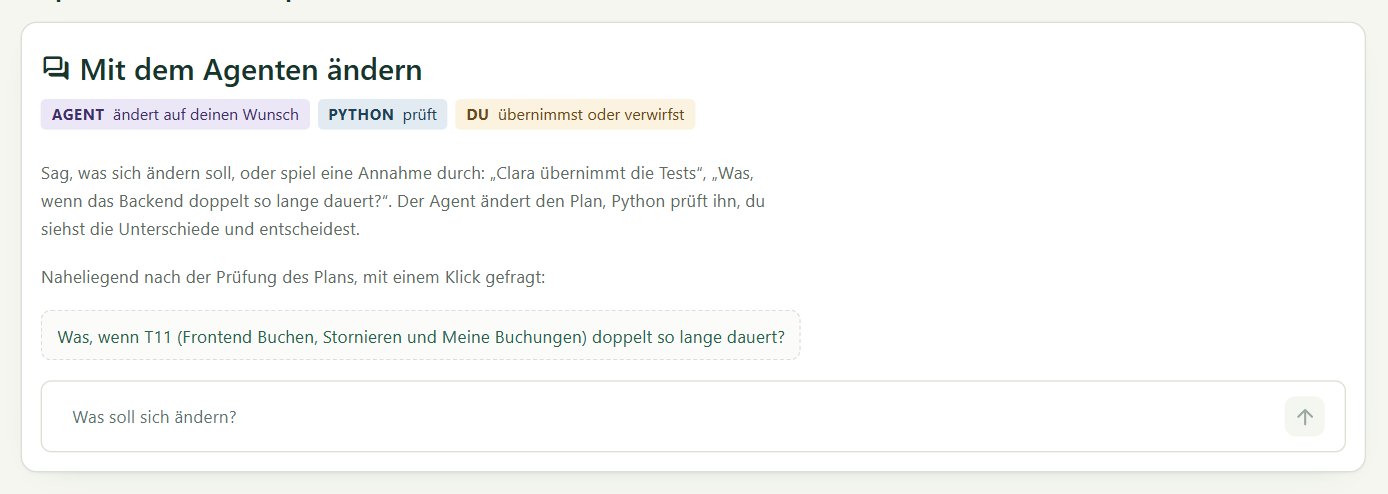 Mit dem Agenten ändern
AGENT ändert auf deinen Wunsch PYTHON prüft DU übernimmst oder verwirfst
Sag, was sich ändern soll, oder spiel eine Annahme durch: „Clara übernimmt die Tests“, „Was,
wenn das Backend doppelt so lange dauert?“. Der Agent ändert den Plan, Python prüft ihn, du
siehst die Unterschiede und entscheidest.
Naheliegend nach der Prüfung des Plans, mit einem Klick gefragt:
Was, wenn T11 (Frontend Buchen, Stornieren und Meine Buchungen) doppelt so lange dauert?
Was soll sich ändern?